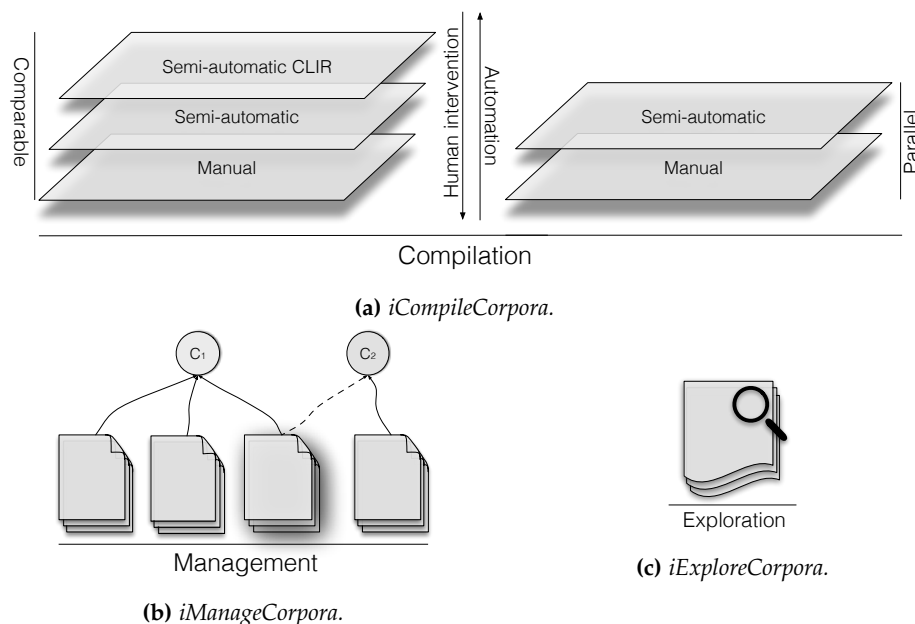 Comparable
Semi-automatic CLIR
Semi-automatic
Manual
Human intervention
Automation
Semi-automatic
Manual
Parallel
Compilation
(a) iCompileCorpora.
C1
C2
Management
(b) iManageCorpora.
Exploration
(c) iExploreCorpora.